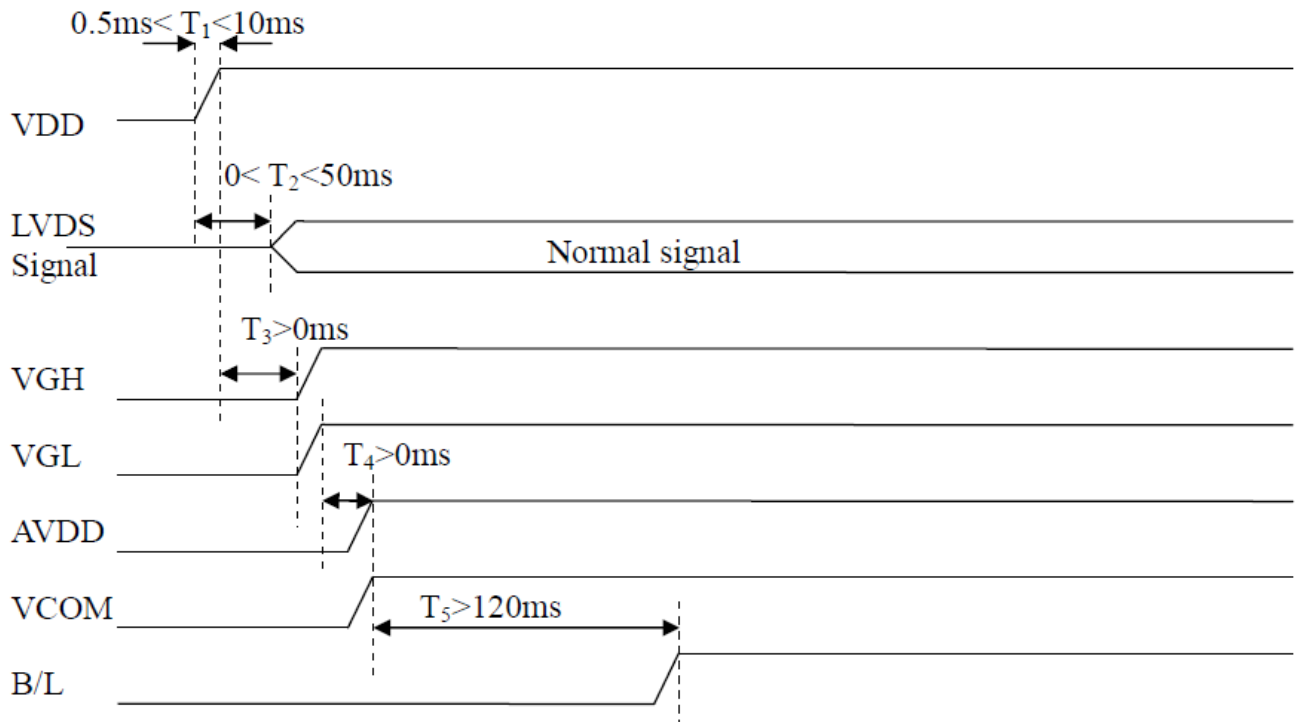 0.5ms< T₁<10ms
VDD
0< T₂<50ms
LVDS
Signal
Normal signal
T₃>0ms
VGH
VGL
T₄>0ms
AVDD
VCOM
T₅>120ms
B/L